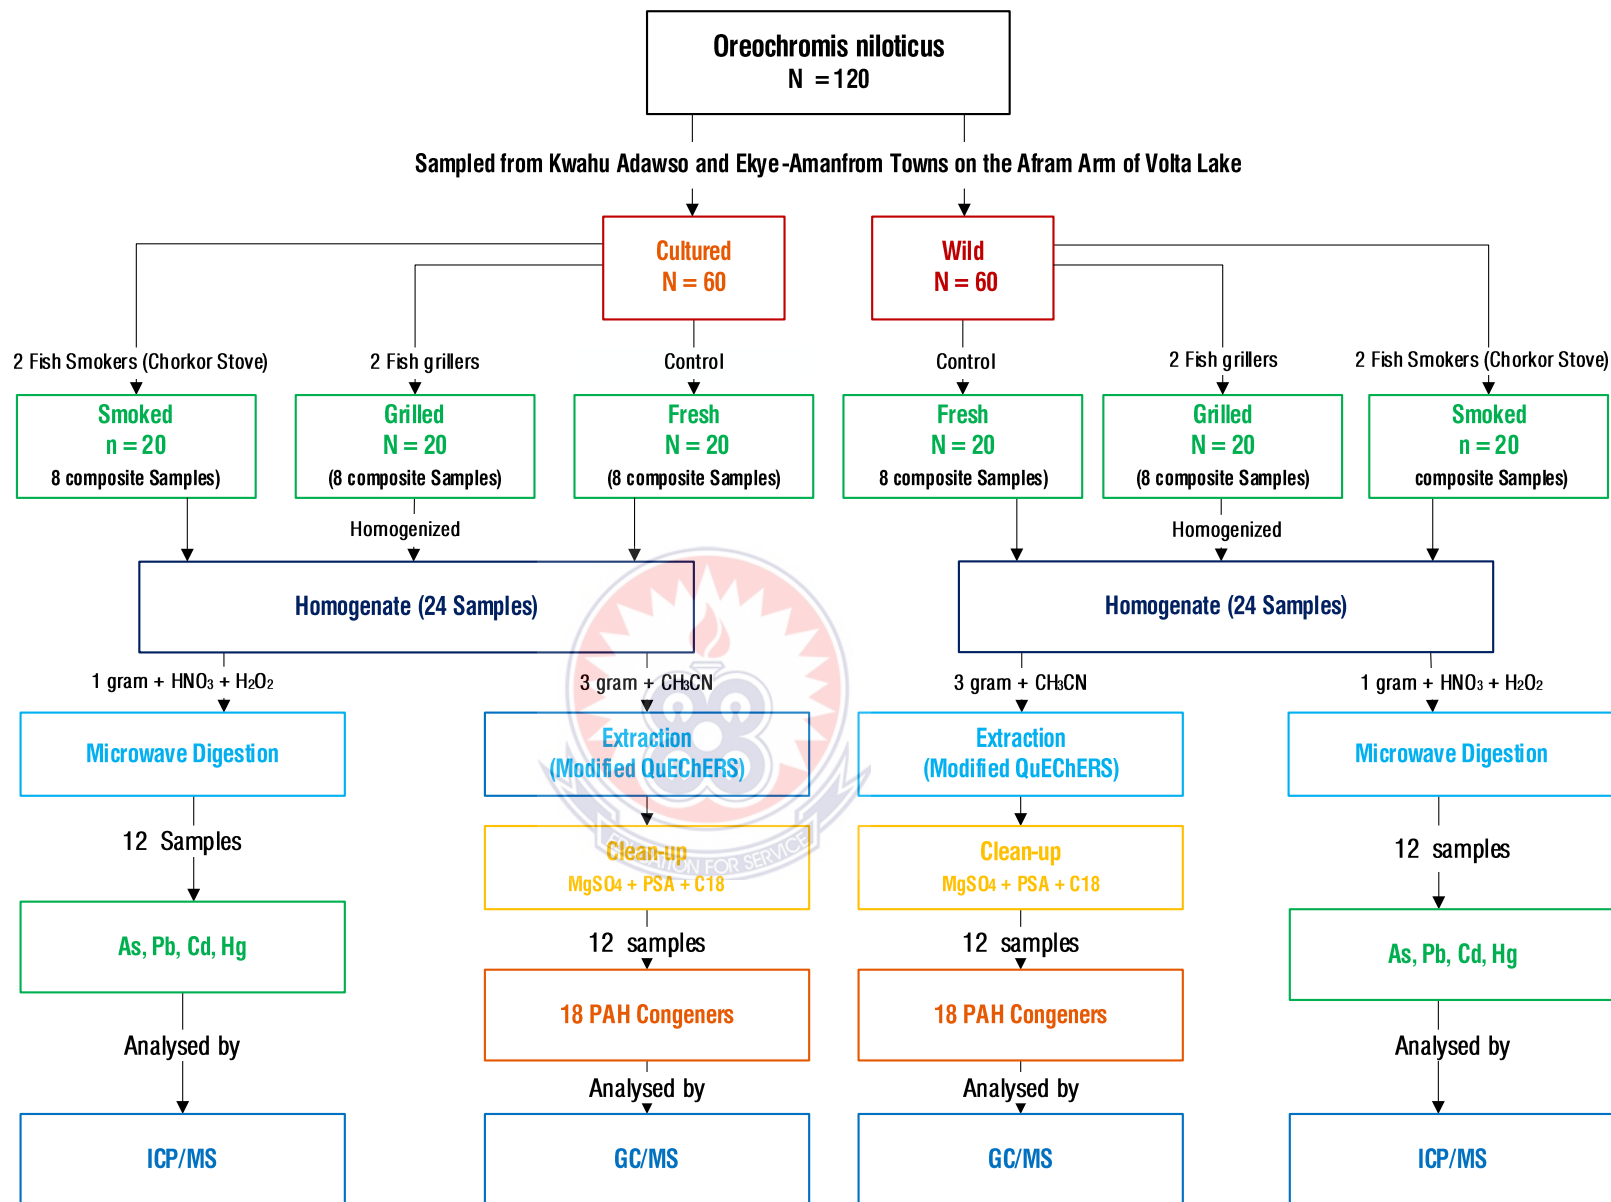 Oreochromis niloticus
N = 120
Sampled from Kwahu Adawso and Ekye-Amanfrom Towns on the Afram Arm of Volta Lake
Cultured
N = 60
Wild
N = 60
2 Fish Smokers (Chorkor Stove)
2 Fish grillers
Control
Control
2 Fish grillers
2 Fish Smokers (Chorkor Stove)
Smoked
n = 20
8 composite Samples)
Grilled
N = 20
(8 composite Samples)
Fresh
N = 20
(8 composite Samples)
Fresh
N = 20
8 composite Samples)
Grilled
N = 20
(8 composite Samples)
Smoked
n = 20
composite Samples)
Homogenized
Homogenized
Homogenate (24 Samples)
Homogenate (24 Samples)
1 gram + HNO₃ + H₂O₂
3 gram + CH₃CN
3 gram + CH₃CN
1 gram + HNO₃ + H₂O₂
Microwave Digestion
Extraction
(Modified QuEChERS)
Extraction
(Modified QuEChERS)
Microwave Digestion
12 Samples
Clean-up
MgSO₄ + PSA + C18
Clean-up
MgSO₄ + PSA + C18
12 samples
EDUCATION FOR SERVICE
As, Pb, Cd, Hg
12 samples
12 samples
As, Pb, Cd, Hg
18 PAH Congeners
18 PAH Congeners
Analysed by
Analysed by
Analysed by
Analysed by
ICP/MS
GC/MS
GC/MS
ICP/MS